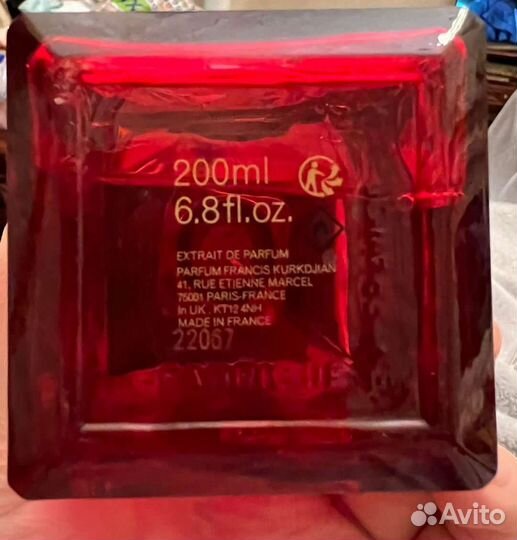 200ml
6.8fl.oz.
EXTRAIT DE PARFUM
PARFUM FRANCIS KURKDJIAN
41, RUE ETIENNE MARCEL
75001 PARIS-FRANCE
In UK . KT12 4NH
MADE IN FRANCE
22067
Avito